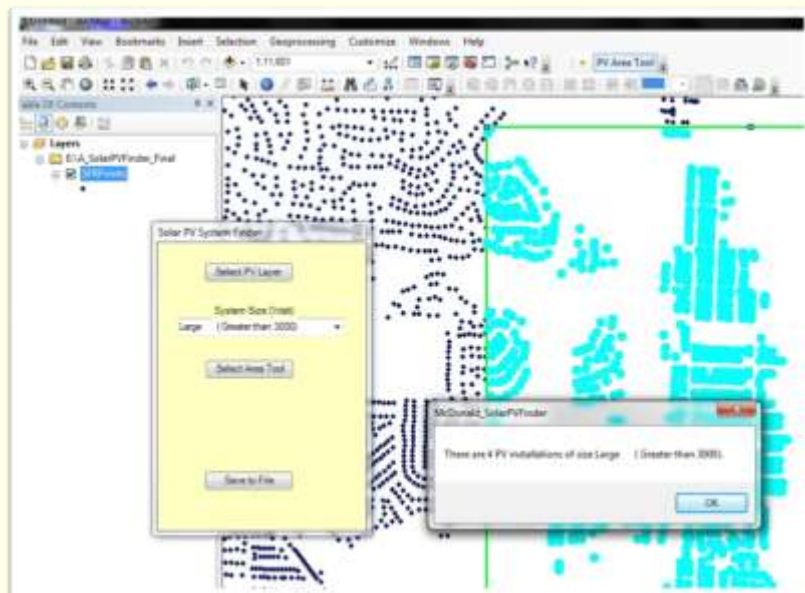 File Edit View Bookmarks Insert Selection Geoprocessing Customize Windows Help
PV Area Tool
Layers
E:\A_SolarPVFinder_Final
Solar PV System Finder
Select PV Layer
System Size (Watt)
Large (Greater than 3000)
Select Area Tool
Save to File
McDonald_SolarPVFinder
There are 4 PV installations of size Large (Greater than 3000).
OK